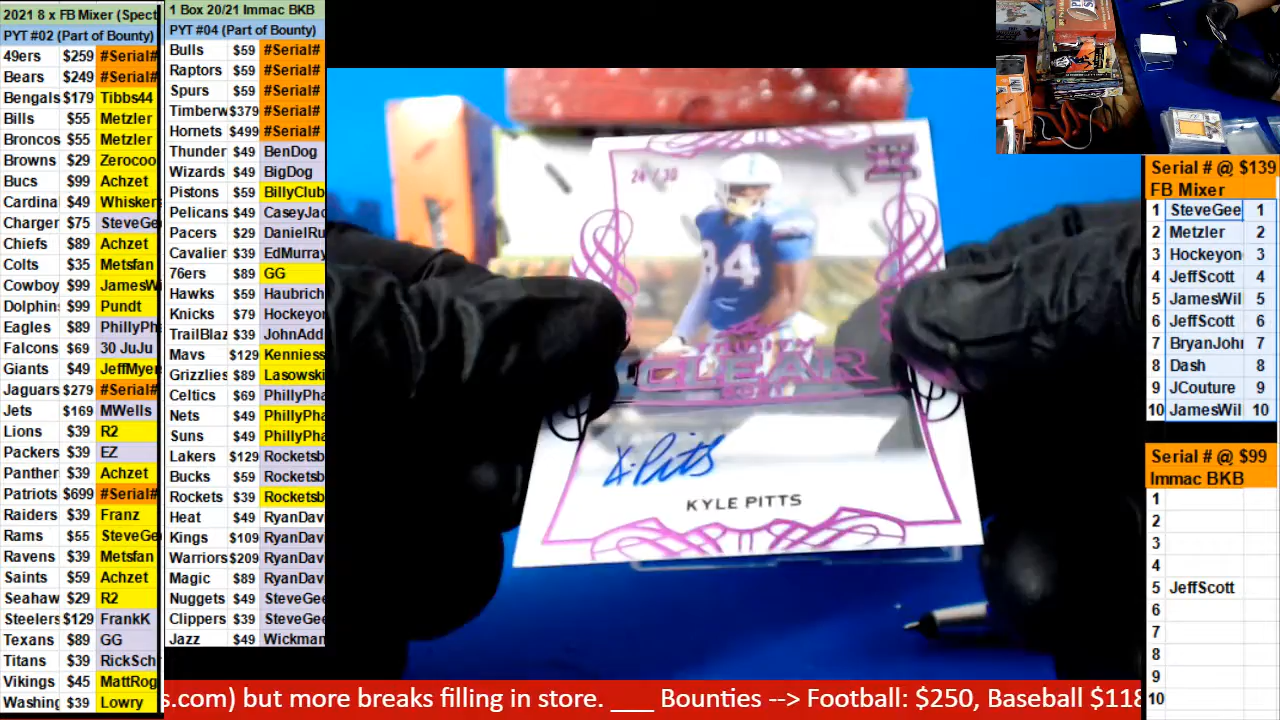 2021 8 x FB Mixer (Spect
PYT #02 (Part of Bounty)
49ers $259 #Serial#
Bears $249 #Serial#
Bengals $179 Tibbs44
Bills $55 Metzler
Broncos $55 Metzler
Browns $29 Zerocoo
Bucs $99 Achzet
Cardina $49 Whisker
Charger $75 SteveGe
Chiefs $89 Achzet
Colts $35 Metsfan
Cowboy $99 JamesW
Dolphin $99 Pundt
Eagles $89 PhillyPh
Falcons $69 30 JuJu
Giants $49 JeffMye
Jaguars $279 #Serial#
Jets $169 MWells
Lions $39 R2
Packers $39 EZ
Panther $39 Achzet
Patriots $699 #Serial#
Raiders $39 Franz
Rams $55 SteveGe
Ravens $39 Metsfan
Saints $59 Achzet
Seahaw $29 R2
Steelers $129 FrankK
Texans $89 GG
Titans $39 RickSch
Vikings $45 MattRog
Washing $39 Lowry
1 Box 20/21 Immac BKB
PYT #04 (Part of Bounty)
Bulls $59 #Serial#
Raptors $59 #Serial#
Spurs $59 #Serial#
Timberw $379 #Serial#
Hornets $499 #Serial#
Thunder $49 BenDog
Wizards $49 BigDog
Pistons $59 BillyClub
Pelicans $49 CaseyJac
Pacers $29 DanielRu
Cavalier $39 EdMurray
76ers $89 GG
Hawks $59 Haubrich
Knicks $79 Hockeyor
TrailBlaz $39 JohnAdd
Mavs $129 Kenniess
Grizzlies $89 Lasowski
Celtics $69 PhillyPha
Nets $49 PhillyPha
Suns $49 PhillyPha
Lakers $129 Rocketsb
Bucks $59 Rocketsb
Rockets $39 Rocketsb
Heat $49 RyanDav
Kings $109 RyanDav
Warriors $209 RyanDav
Magic $89 RyanDav
Nuggets $49 SteveGee
Clippers $39 SteveGee
Jazz $49 Wickman
24/30
84
CLEAR
K. Pitts
KYLE PITTS
Serial # @ $139
FB Mixer
1 SteveGee 1
2 Metzler 2
3 Hockeyon 3
4 JeffScott 4
5 JamesWil 5
6 JeffScott 6
7 BryanJohn 7
8 Dash 8
9 JCouture 9
10 JamesWil 10
Serial # @ $99
Immac BKB
1
2
3
4
5 JeffScott
6
7
8
9
10
s.com) but more breaks filling in store. ___ Bounties --> Football: $250, Baseball $118